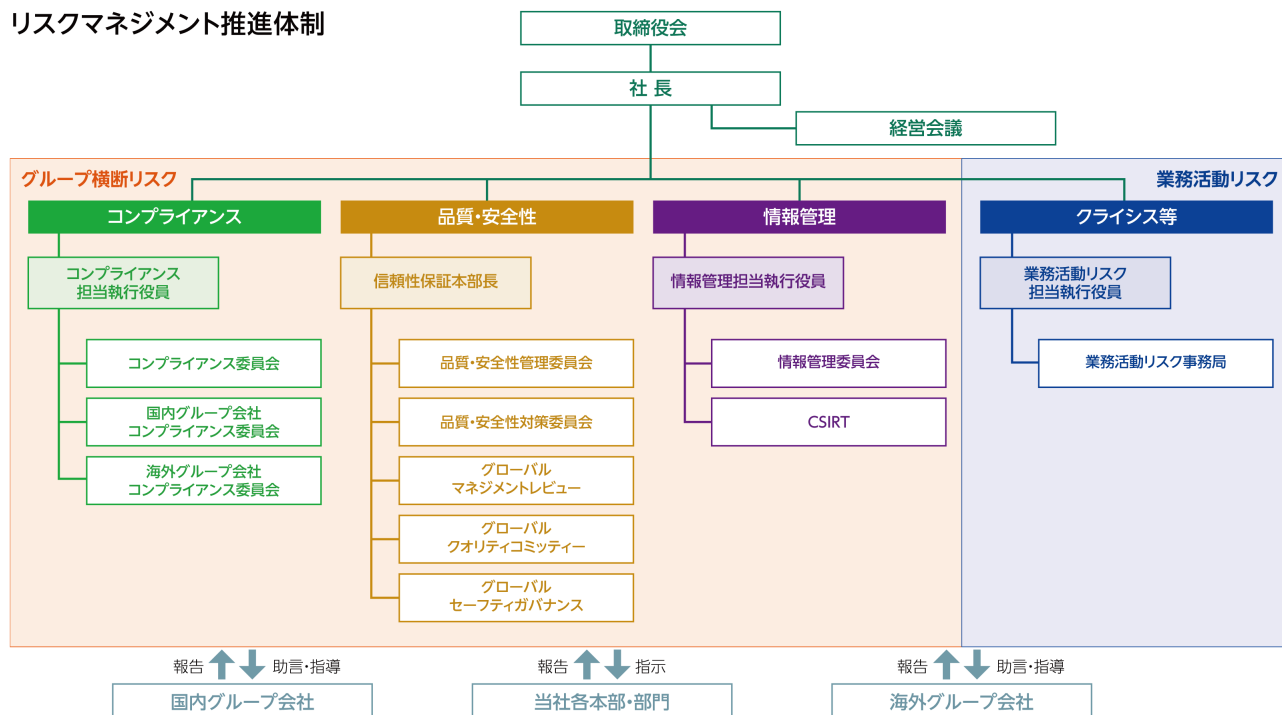 リスクマネジメント推進体制
取締役会
社長
経営会議
グループ横断リスク
業務活動リスク
コンプライアンス
品質・安全性
情報管理
クライシス等
コンプライアンス
担当執行役員
信頼性保証本部長
情報管理担当執行役員
業務活動リスク
担当執行役員
コンプライアンス委員会
国内グループ会社
コンプライアンス委員会
海外グループ会社
コンプライアンス委員会
品質・安全性管理委員会
品質・安全性対策委員会
グローバル
マネジメントレビュー
グローバル
クオリティコミッティー
グローバル
セーフティガバナンス
情報管理委員会
CSIRT
業務活動リスク事務局
報告
助言・指導
報告
指示
報告
助言・指導
国内グループ会社
当社各本部・部門
海外グループ会社